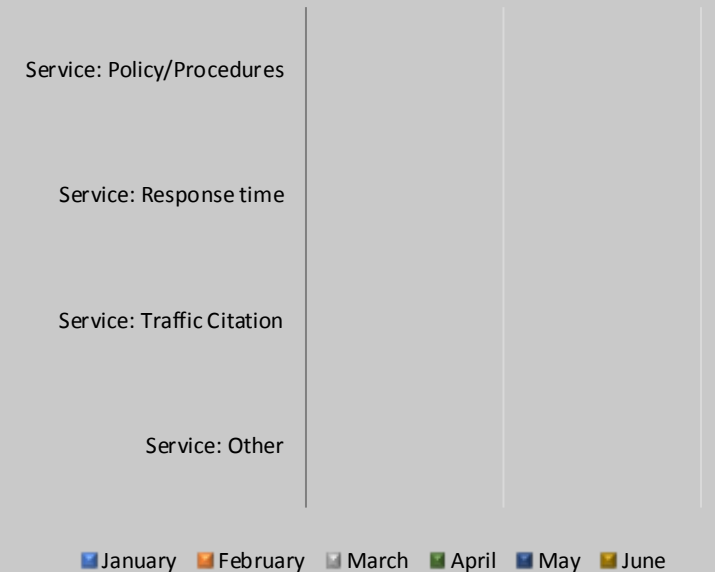 Service: Policy/Procedures
Service: Response time
Service: Traffic Citation
Service: Other
January February March April May June